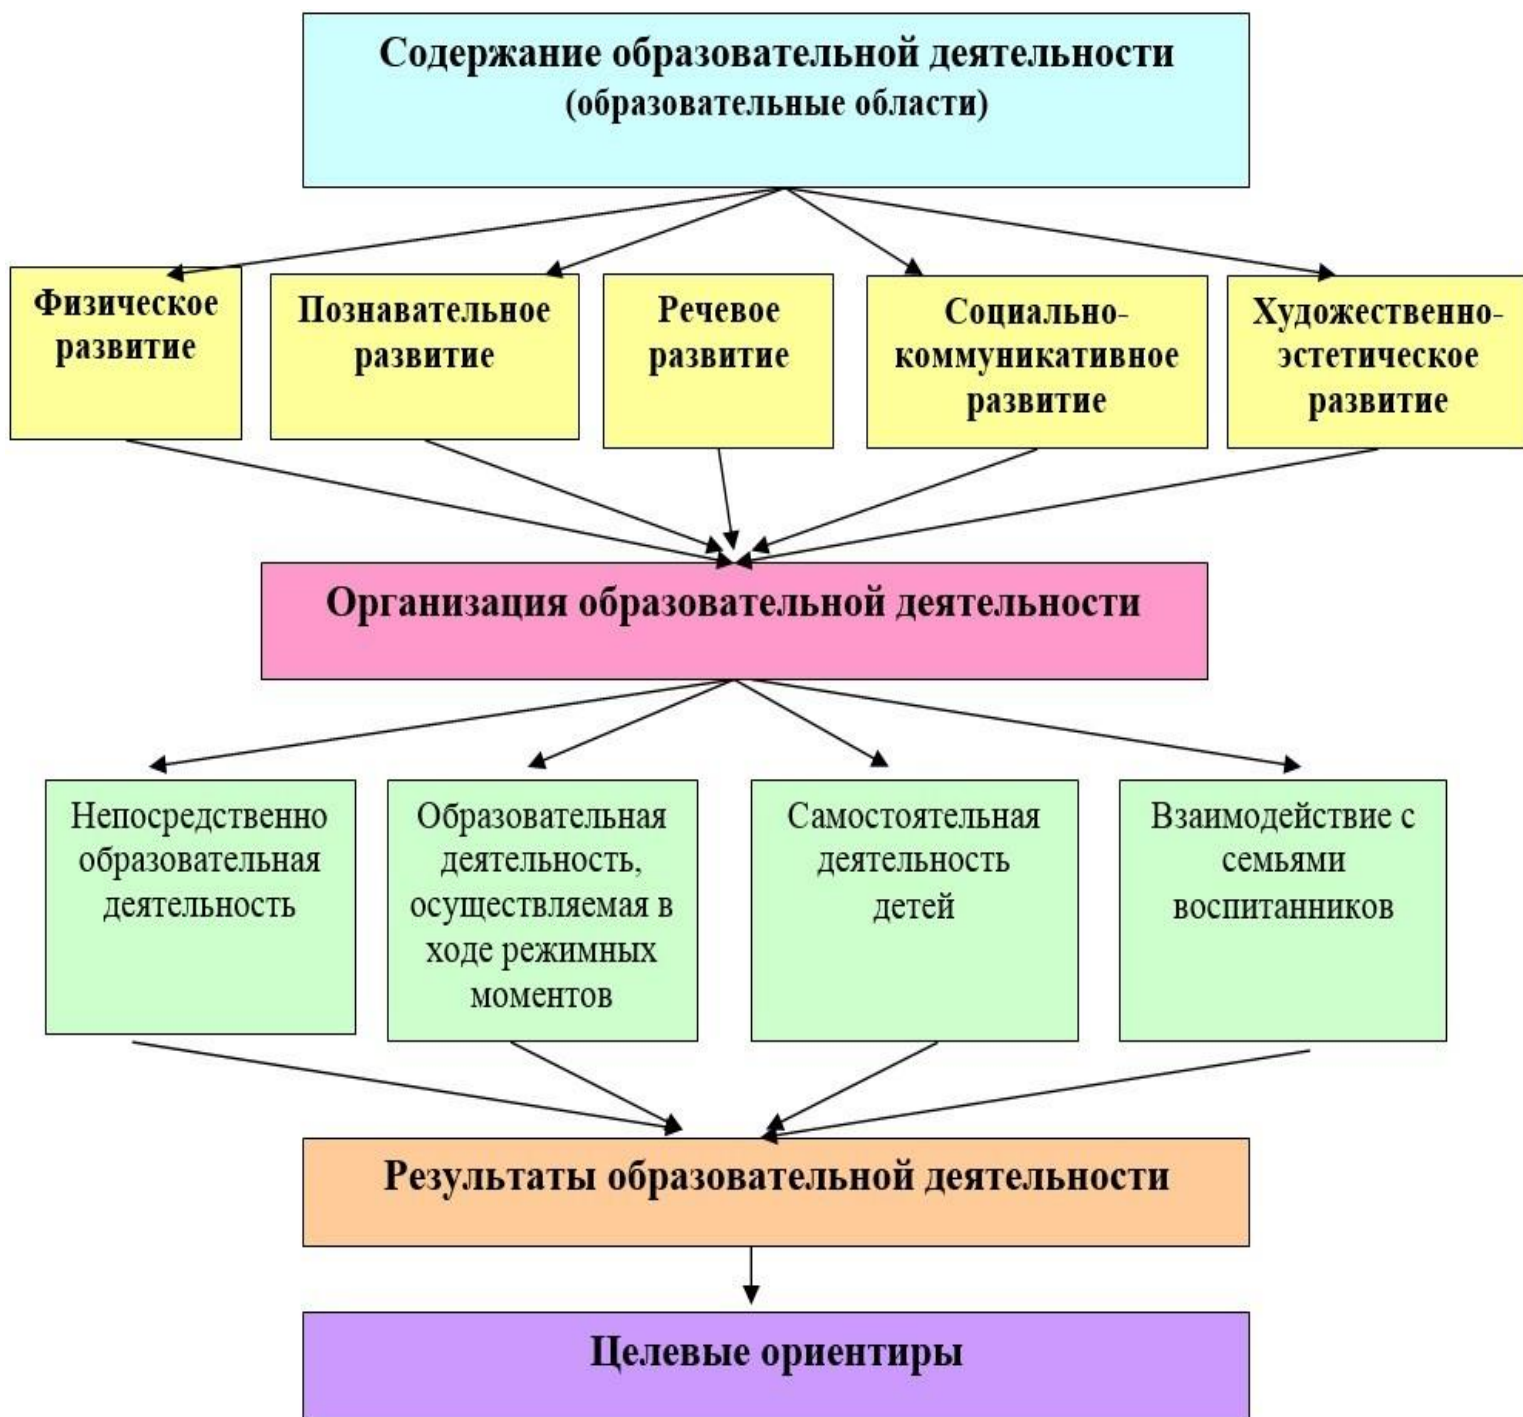 Содержание образовательной деятельности
(образовательные области)
Физическое
развитие
Познавательное
развитие
Речевое
развитие
Социально-
коммуникативное
развитие
Художественно-
эстетическое
развитие
Организация образовательной деятельности
Непосредственно
образовательная
деятельность
Образовательная
деятельность,
осуществляемая в
ходе режимных
моментов
Самостоятельная
деятельность
детей
Взаимодействие с
семьями
воспитанников
Результаты образовательной деятельности
Целевые ориентиры